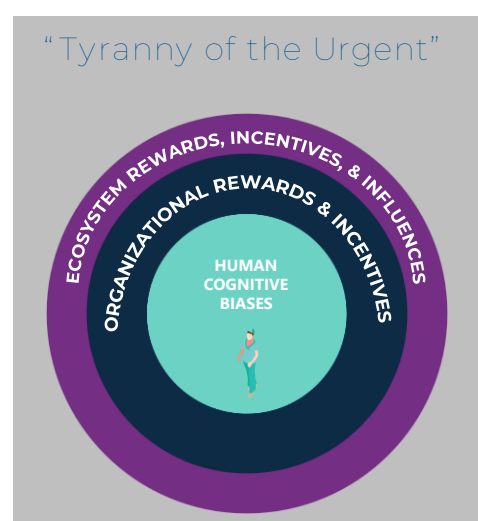 “Tyranny of the Urgent”
ECOSYSTEM REWARDS, INCENTIVES, & INFLUENCES
ORGANIZATIONAL REWARDS & INCENTIVES
HUMAN
COGNITIVE
BIASES